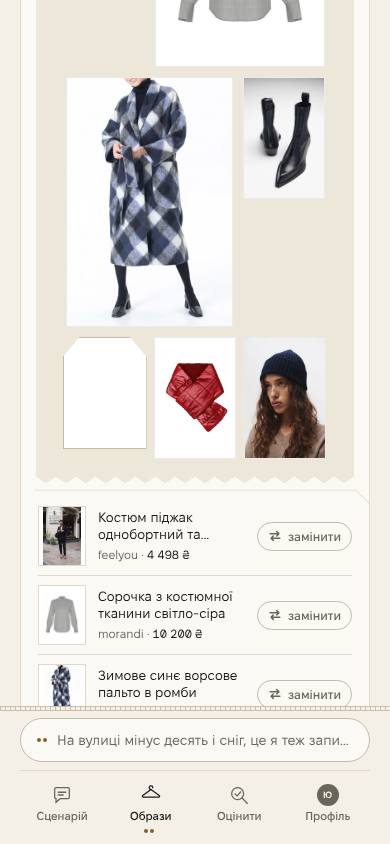 Костюм піджак
однобортний та...
feelyou · 4 498 ₴
замінити
Сорочка з костюмної
тканини світло-сіра
morandi · 10 200 ₴
замінити
Зимове синє ворсове
пальто в ромби
замінити
На вулиці мінус десять і сніг, це я теж запи...
Сценарій
Образи
Оцінити
Ю
Профіль